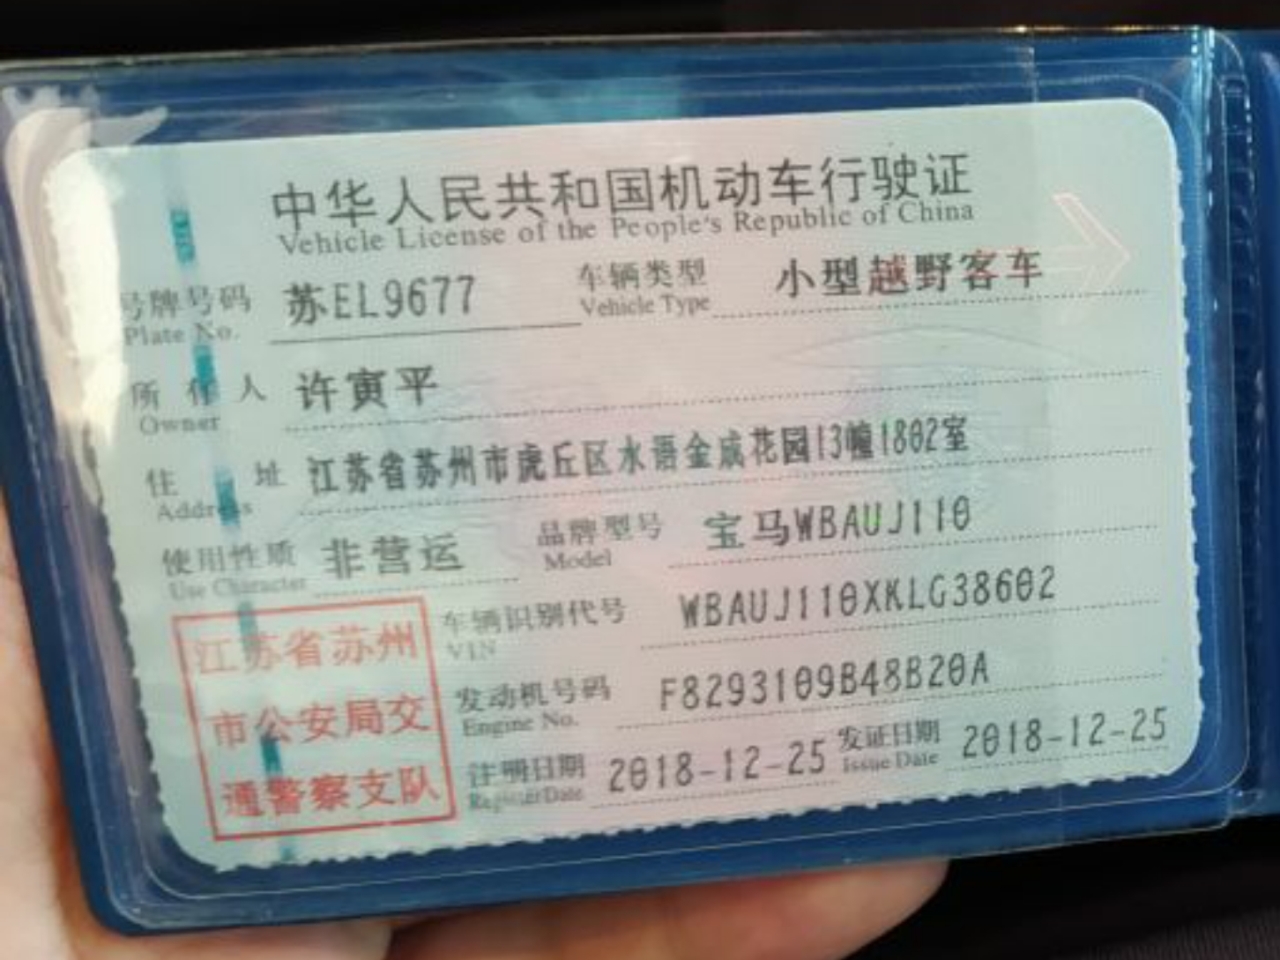 中华人民共和国机动车行驶证
Vehicle License of the People's Republic of China
号牌号码 苏EL9677 车辆类型 小型越野客车
Plate No. Vehicle Type
所有人 许寅平
Owner
住址 江苏省苏州市虎丘区水语金成花园13幢1802室
Address
使用性质 非营运 品牌型号 宝马WBAUJ110
Use Character Model
车辆识别代号 WBAUJ110XKLG38602
VIN
发动机号码 F8293109B48B20A
Engine No.
注册日期 2018-12-25 发证日期 2018-12-25
Register Date Issue Date
江苏省苏州
市公安局交
通警察支队